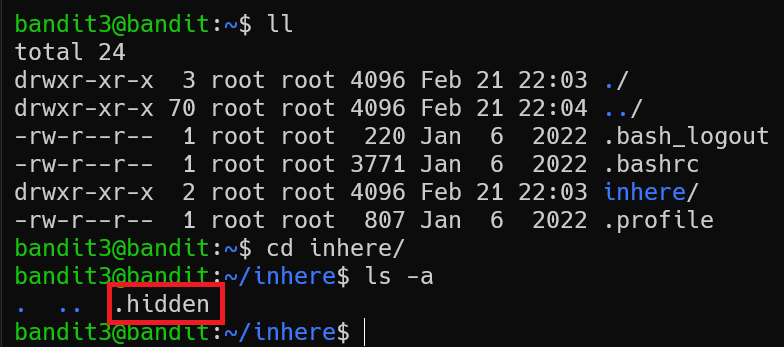 bandit3@bandit:~$ ll
total 24
drwxr-xr-x  3 root root 4096 Feb 21 22:03 ./
drwxr-xr-x 70 root root 4096 Feb 21 22:04 ../
-rw-r--r--  1 root root  220 Jan  6  2022 .bash_logout
-rw-r--r--  1 root root 3771 Jan  6  2022 .bashrc
drwxr-xr-x  2 root root 4096 Feb 21 22:03 inhere/
-rw-r--r--  1 root root  807 Jan  6  2022 .profile
bandit3@bandit:~$ cd inhere/
bandit3@bandit:~/inhere$ ls -a
.  ..  .hidden
bandit3@bandit:~/inhere$